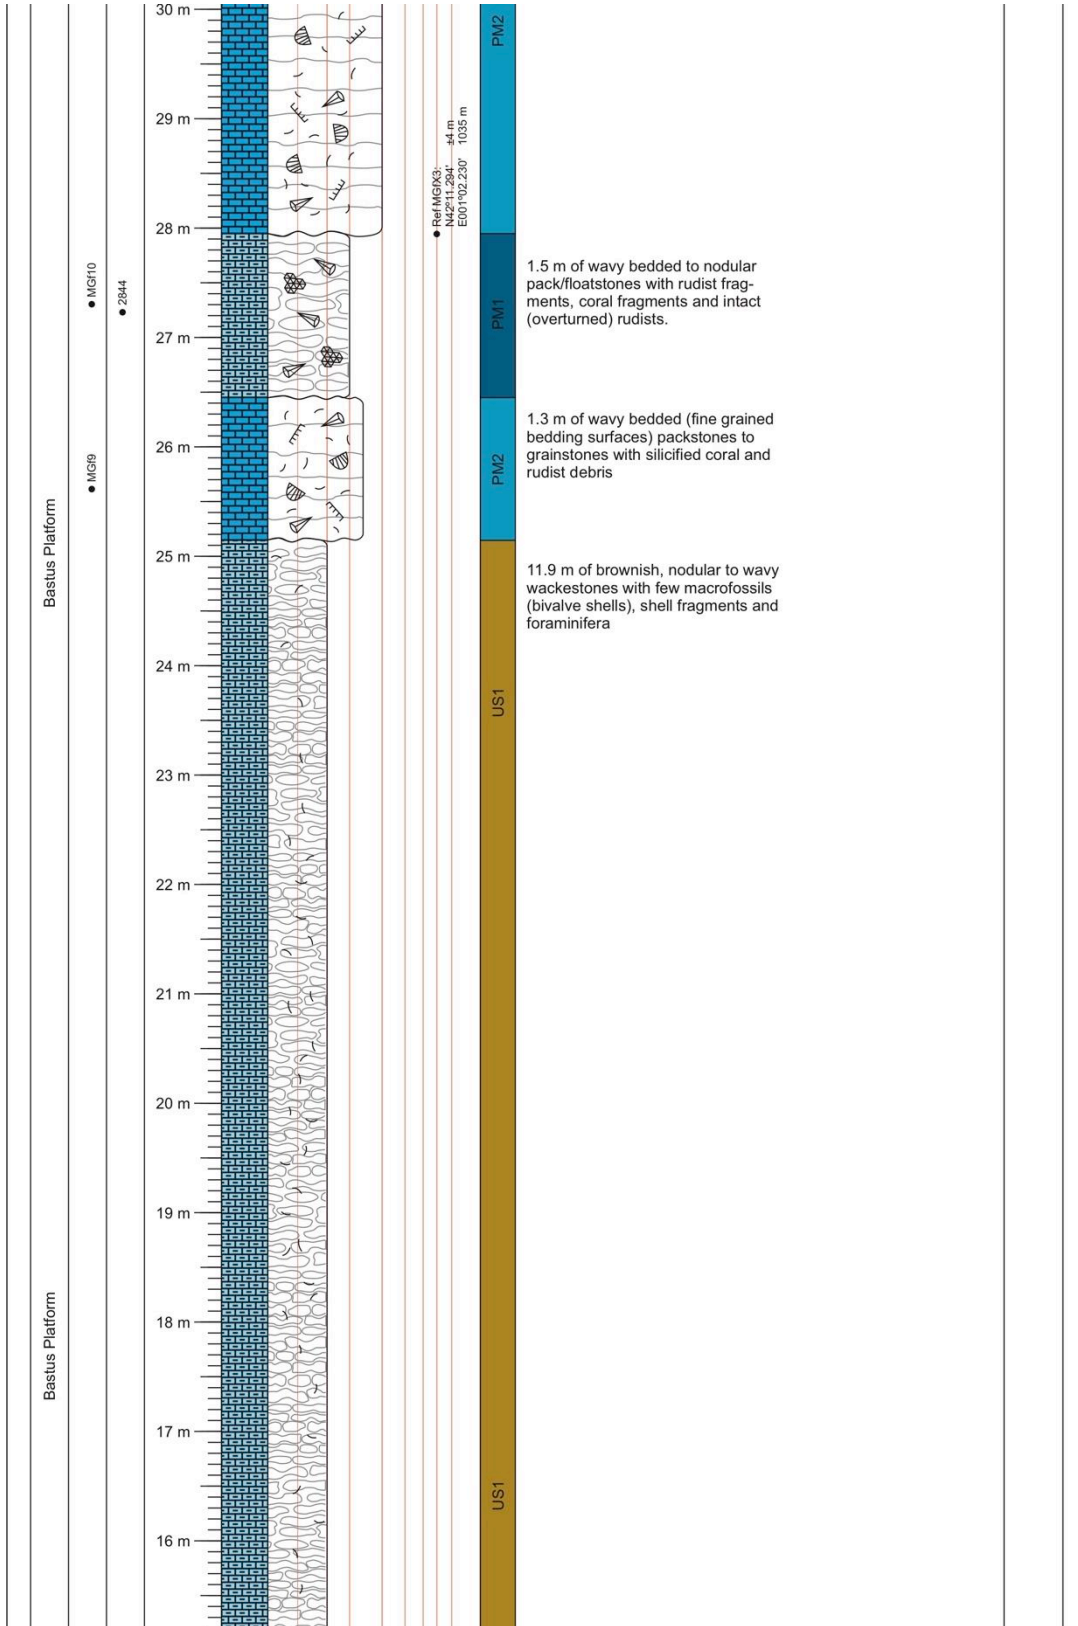 30 m
PM2
29 m
● Ref MGfX3:
N42º11.294' ±4 m
E001º02.230' 1035 m
28 m
● MGf10
● 2844
PM1
1.5 m of wavy bedded to nodular
pack/floatstones with rudist frag-
ments, coral fragments and intact
(overturned) rudists.
27 m
26 m
● MGf9
PM2
1.3 m of wavy bedded (fine grained
bedding surfaces) packstones to
grainstones with silicified coral and
rudist debris
25 m
Bastus Platform
11.9 m of brownish, nodular to wavy
wackestones with few macrofossils
(bivalve shells), shell fragments and
foraminifera
24 m
US1
23 m
22 m
21 m
20 m
19 m
18 m
Bastus Platform
17 m
US1
16 m